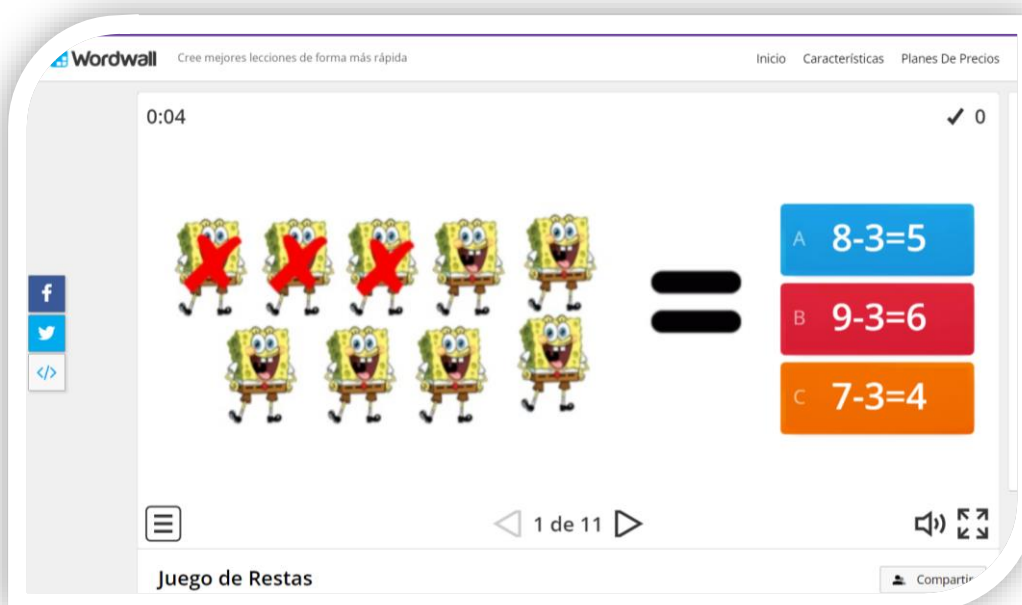 Wordwall Cree mejores lecciones de forma más rápida Inicio Características Planes De Precios
0:04 0
A 8-3=5
B 9-3=6
C 7-3=4
1 de 11
Juego de Restas Compartir